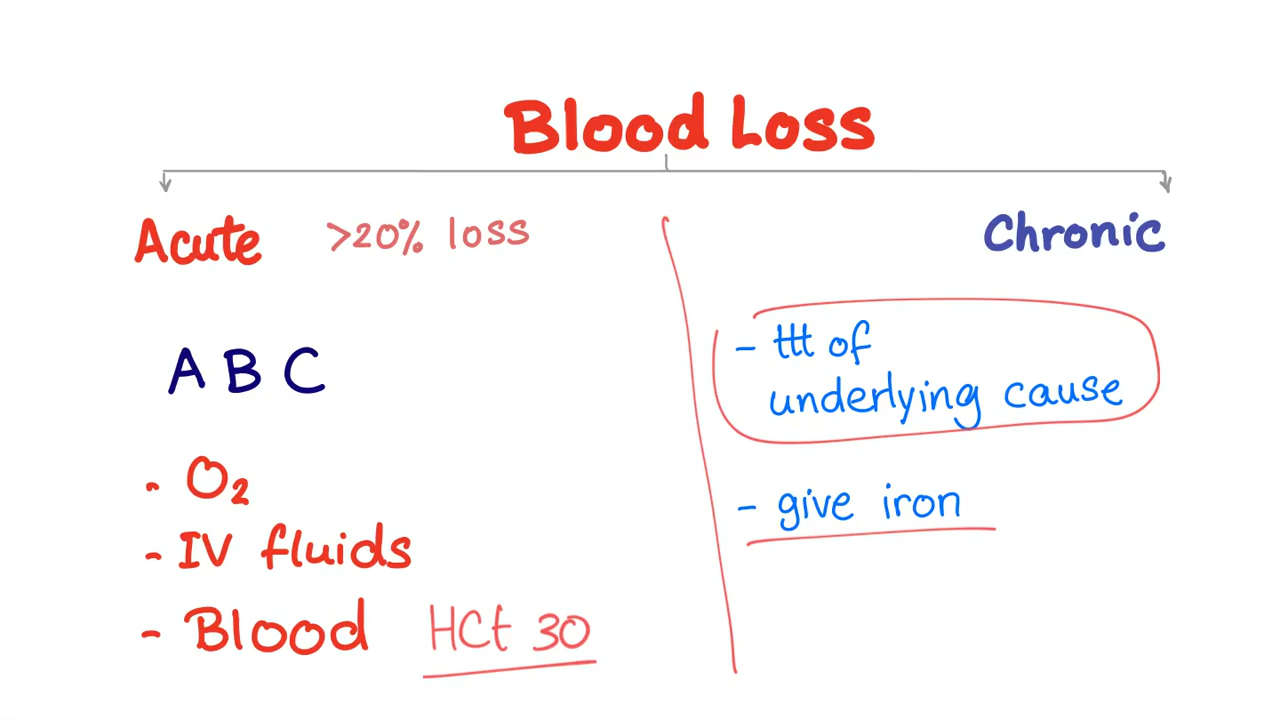 Blood Loss
Acute >20% loss
A B C
- O2
- IV fluids
- Blood HCt 30
Chronic
- ttt of
underlying cause
- give iron